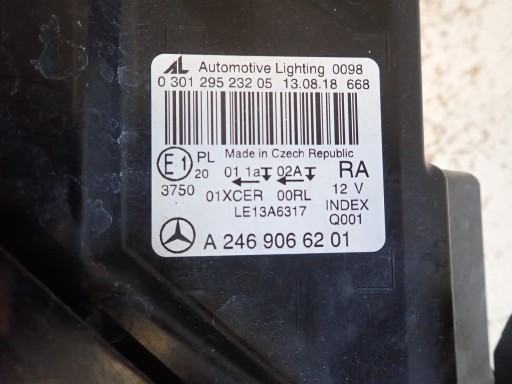 AL Automotive Lighting 0098
0 301 295 232 05 13.08.18 668
Made in Czech Republic
E1 PL 01 1a 02A RA
20 ← ← 12 V
3750 01XCER 00RL INDEX
LE13A6317 Q001
A 246 906 62 01